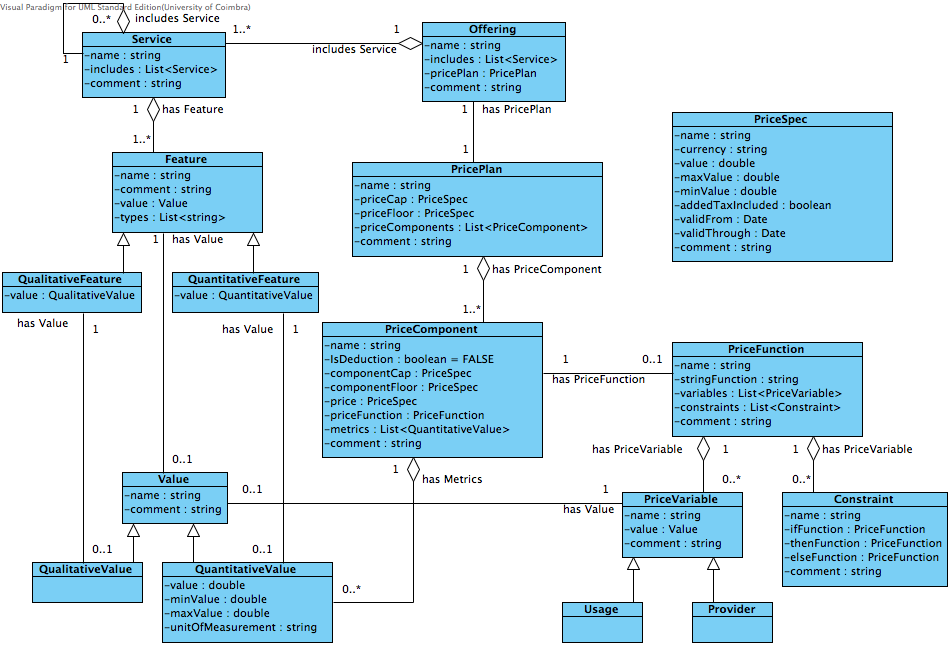 Visual Paradigm for UML Standard Edition(University of Coimbra)
0..*
includes Service
1
Service
-name : string
-includes : List<Service>
-comment : string
1..*
1
includes Service
Offering
-name : string
-includes : List<Service>
-pricePlan : PricePlan
-comment : string
1
has Feature
1..*
1
has PricePlan
1
Feature
-name : string
-comment : string
-value : Value
-types : List<string>
PricePlan
-name : string
-priceCap : PriceSpec
-priceFloor : PriceSpec
-priceComponents : List<PriceComponent>
-comment : string
PriceSpec
-name : string
-currency : string
-value : double
-maxValue : double
-minValue : double
-addedTaxIncluded : boolean
-validFrom : Date
-validThrough : Date
-comment : string
1
has Value
QualitativeFeature
-value : QualitativeValue
QuantitativeFeature
-value : QuantitativeValue
1
has PriceComponent
1..*
has Value
1
has Value
1
PriceComponent
-name : string
-IsDeduction : boolean = FALSE
-componentCap : PriceSpec
-componentFloor : PriceSpec
-price : PriceSpec
-priceFunction : PriceFunction
-metrics : List<QuantitativeValue>
-comment : string
1
0..1
has PriceFunction
PriceFunction
-name : string
-stringFunction : string
-variables : List<PriceVariable>
-constraints : List<Constraint>
-comment : string
has PriceVariable
1
0..*
1
has PriceVariable
0..*
0..1
Value
-name : string
-comment : string
0..1
1
has Metrics
0..*
1
has Value
PriceVariable
-name : string
-value : Value
-comment : string
Constraint
-name : string
-ifFunction : PriceFunction
-thenFunction : PriceFunction
-elseFunction : PriceFunction
-comment : string
0..1
0..1
QualitativeValue
QuantitativeValue
-value : double
-minValue : double
-maxValue : double
-unitOfMeasurement : string
Usage
Provider